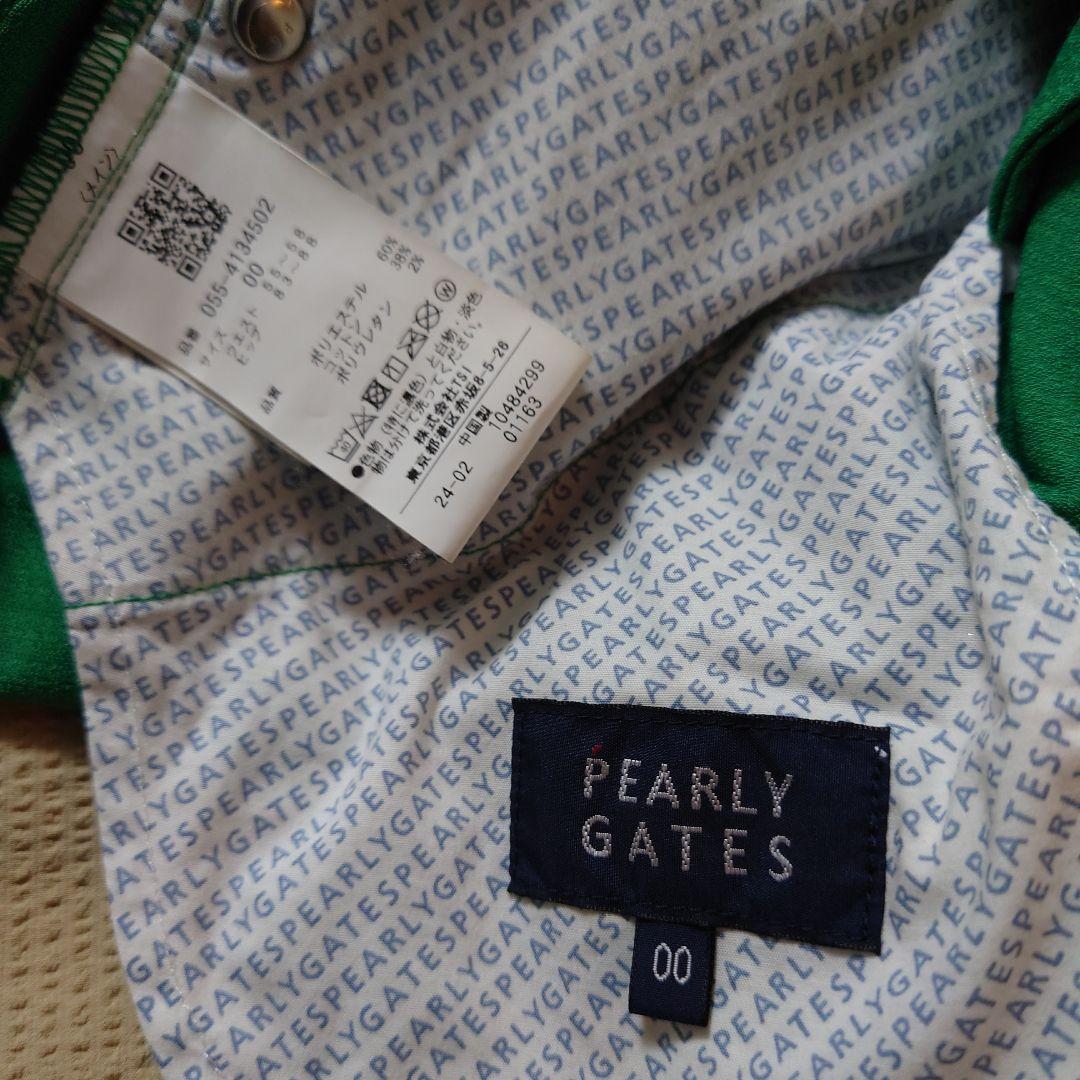 〈メイン〉
品番 055-4134502
サイズ 00
ウエスト 55～58
ヒップ 83～88
品質
ポリエステル 60%
コットン 38%
ポリウレタン 2%
●色物（特に濃色）と白物、淡色
物は分けて洗ってください。
株式会社TSI
東京都港区赤坂8-5-26
中国製
10484299
24-02 01163
PEARLY
GATES
00
PEARLYGATESPEARLYGATESPEARLYGATES